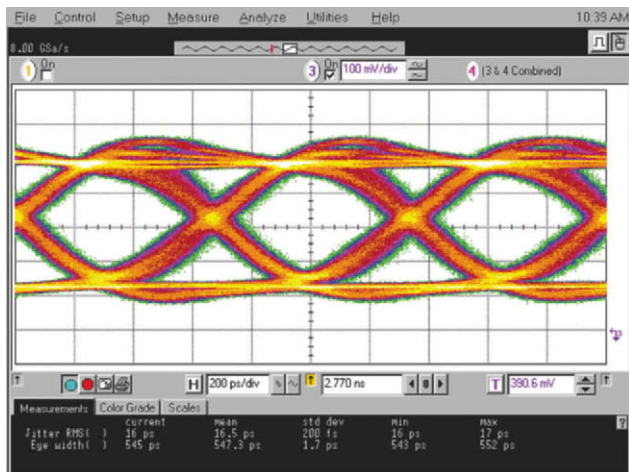 File Control Setup Measure Analyze Utilities Help 10:39 AM
8.00 GSa/s
1 On 3 On 100 mV/div 4 (3 & 4 Combined)
H 200 ps/div 2.770 ns 0 T 390.6 mV
Measurements Color Grade Scales ?
current mean std dev min max
Jitter RMS( ) 16 ps 16.5 ps 200 fs 16 ps 17 ps
Eye width( ) 545 ps 547.3 ps 1.7 ps 543 ps 552 ps